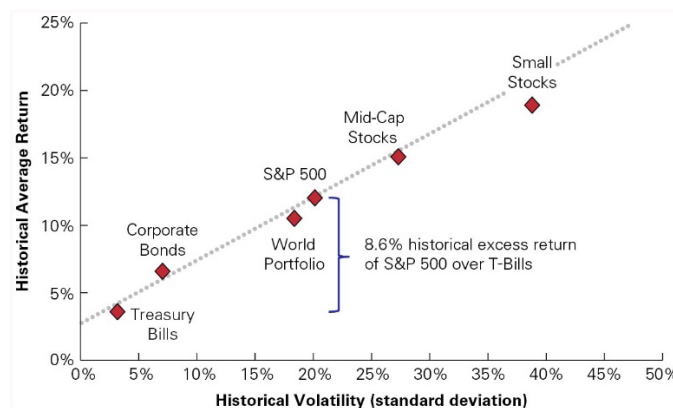 25%
20%
15%
10%
5%
0%
Historical Average Return
Small
Stocks
Mid-Cap
Stocks
S&P 500
World
Portfolio
Corporate
Bonds
Treasury
Bills
8.6% historical excess return
of S&P 500 over T-Bills
0% 5% 10% 15% 20% 25% 30% 35% 40% 45% 50%
Historical Volatility (standard deviation)